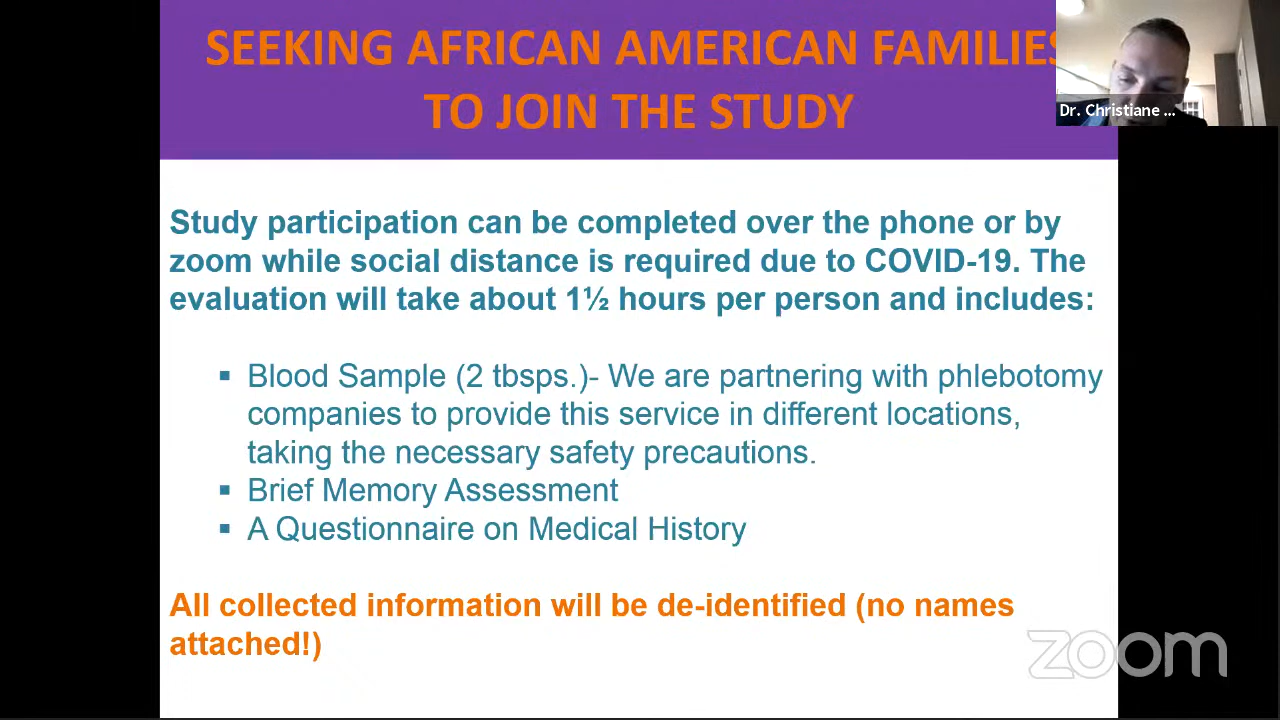 SEEKING AFRICAN AMERICAN FAMILIES
TO JOIN THE STUDY
Dr. Christiane ...
Study participation can be completed over the phone or by
zoom while social distance is required due to COVID-19. The
evaluation will take about 1½ hours per person and includes:
▪ Blood Sample (2 tbsps.)- We are partnering with phlebotomy
companies to provide this service in different locations,
taking the necessary safety precautions.
▪ Brief Memory Assessment
▪ A Questionnaire on Medical History
All collected information will be de-identified (no names
attached!)
zoom